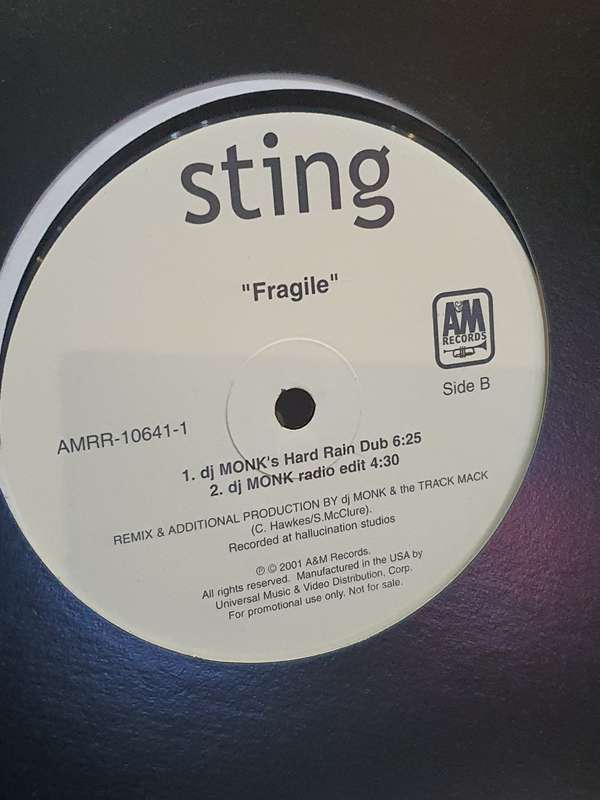 sting
"Fragile"
A&M
RECORDS
Side B
AMRR-10641-1
1. dj MONK's Hard Rain Dub 6:25
2. dj MONK radio edit 4:30
REMIX & ADDITIONAL PRODUCTION BY dj MONK & the TRACK MACK
(C. Hawkes/S.McClure).
Recorded at hallucination studios
℗ © 2001 A&M Records.
All rights reserved. Manufactured in the USA by
Universal Music & Video Distribution, Corp.
For promotional use only. Not for sale.